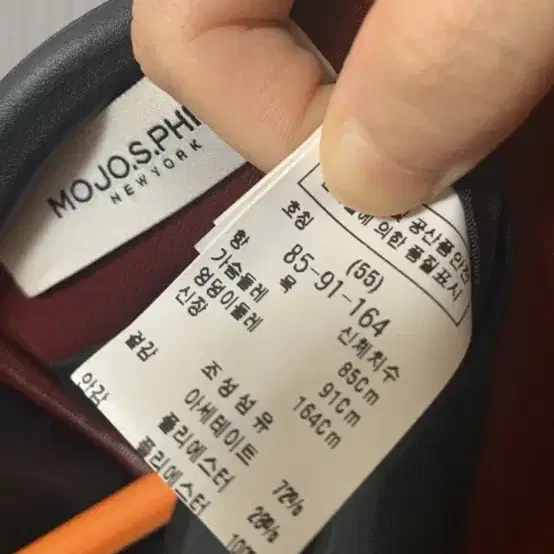 MOJO.S.PHI
NEW YORK
공산품안전
에 의한 품질표시
호칭 (55)
85-91-164
항 목 신체치수
가슴둘레 85Cm
엉덩이둘레 91Cm
신장 164Cm
조성섬유
겉감 아세테이트 72%
폴리에스터 28%
안감 폴리에스터